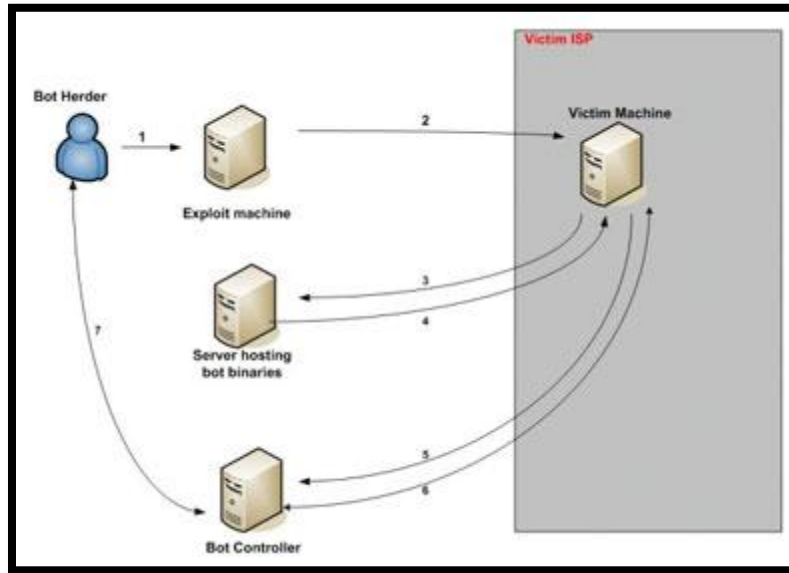 Victim ISP
Bot Herder
1
2
Victim Machine
Exploit machine
3
4
7
Server hosting
bot binaries
5
6
Bot Controller